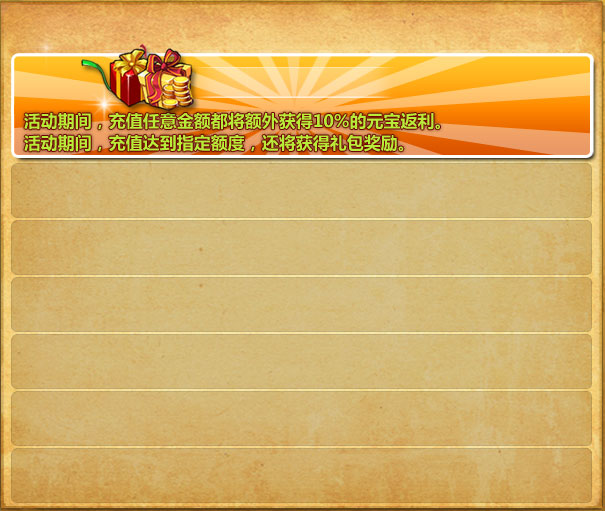 活动期间，充值任意金额都将额外获得10%的元宝返利。
活动期间，充值达到指定额度，还将获得礼包奖励。